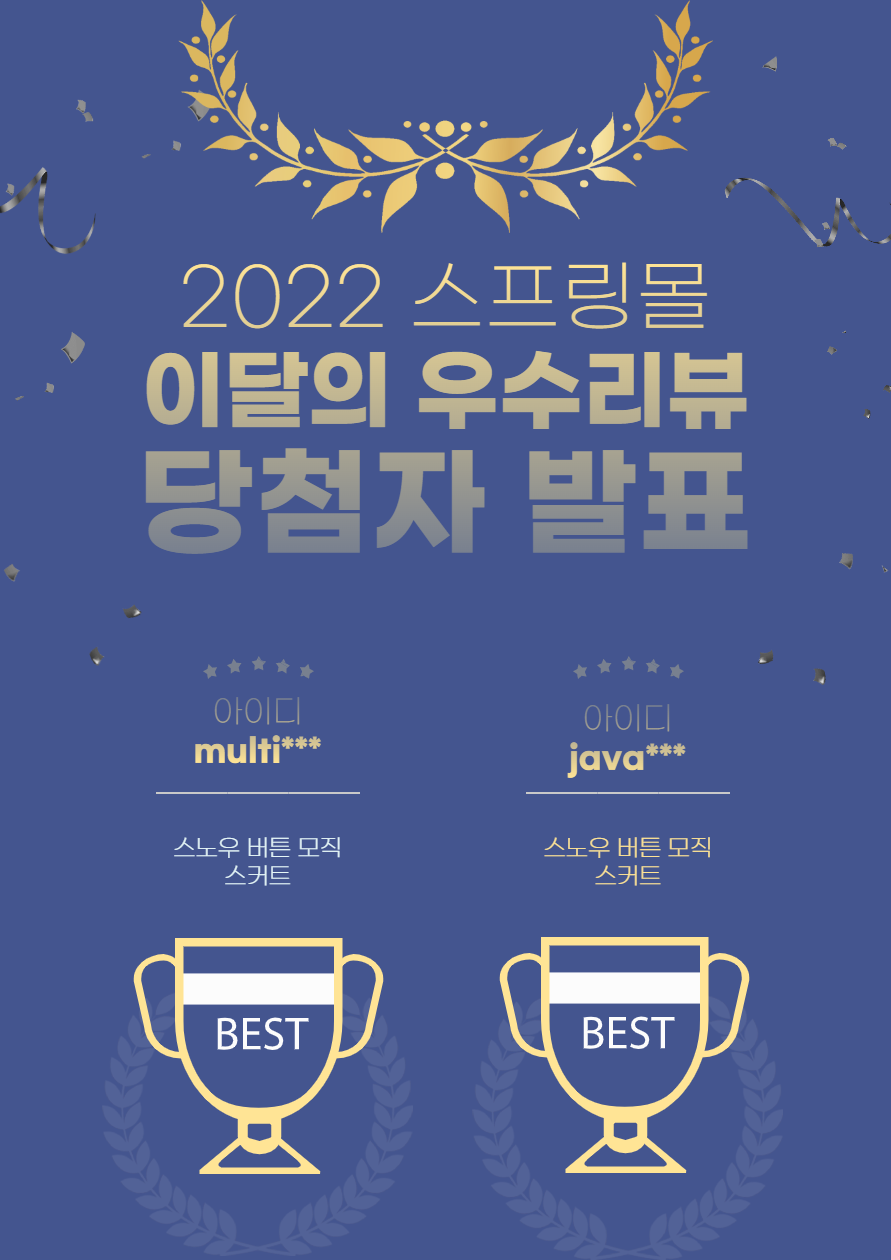 2022 스프링몰
이달의 우수리뷰
당첨자 발표
아이디
multi***
스노우 버튼 모직
스커트
BEST
아이디
java***
스노우 버튼 모직
스커트
BEST